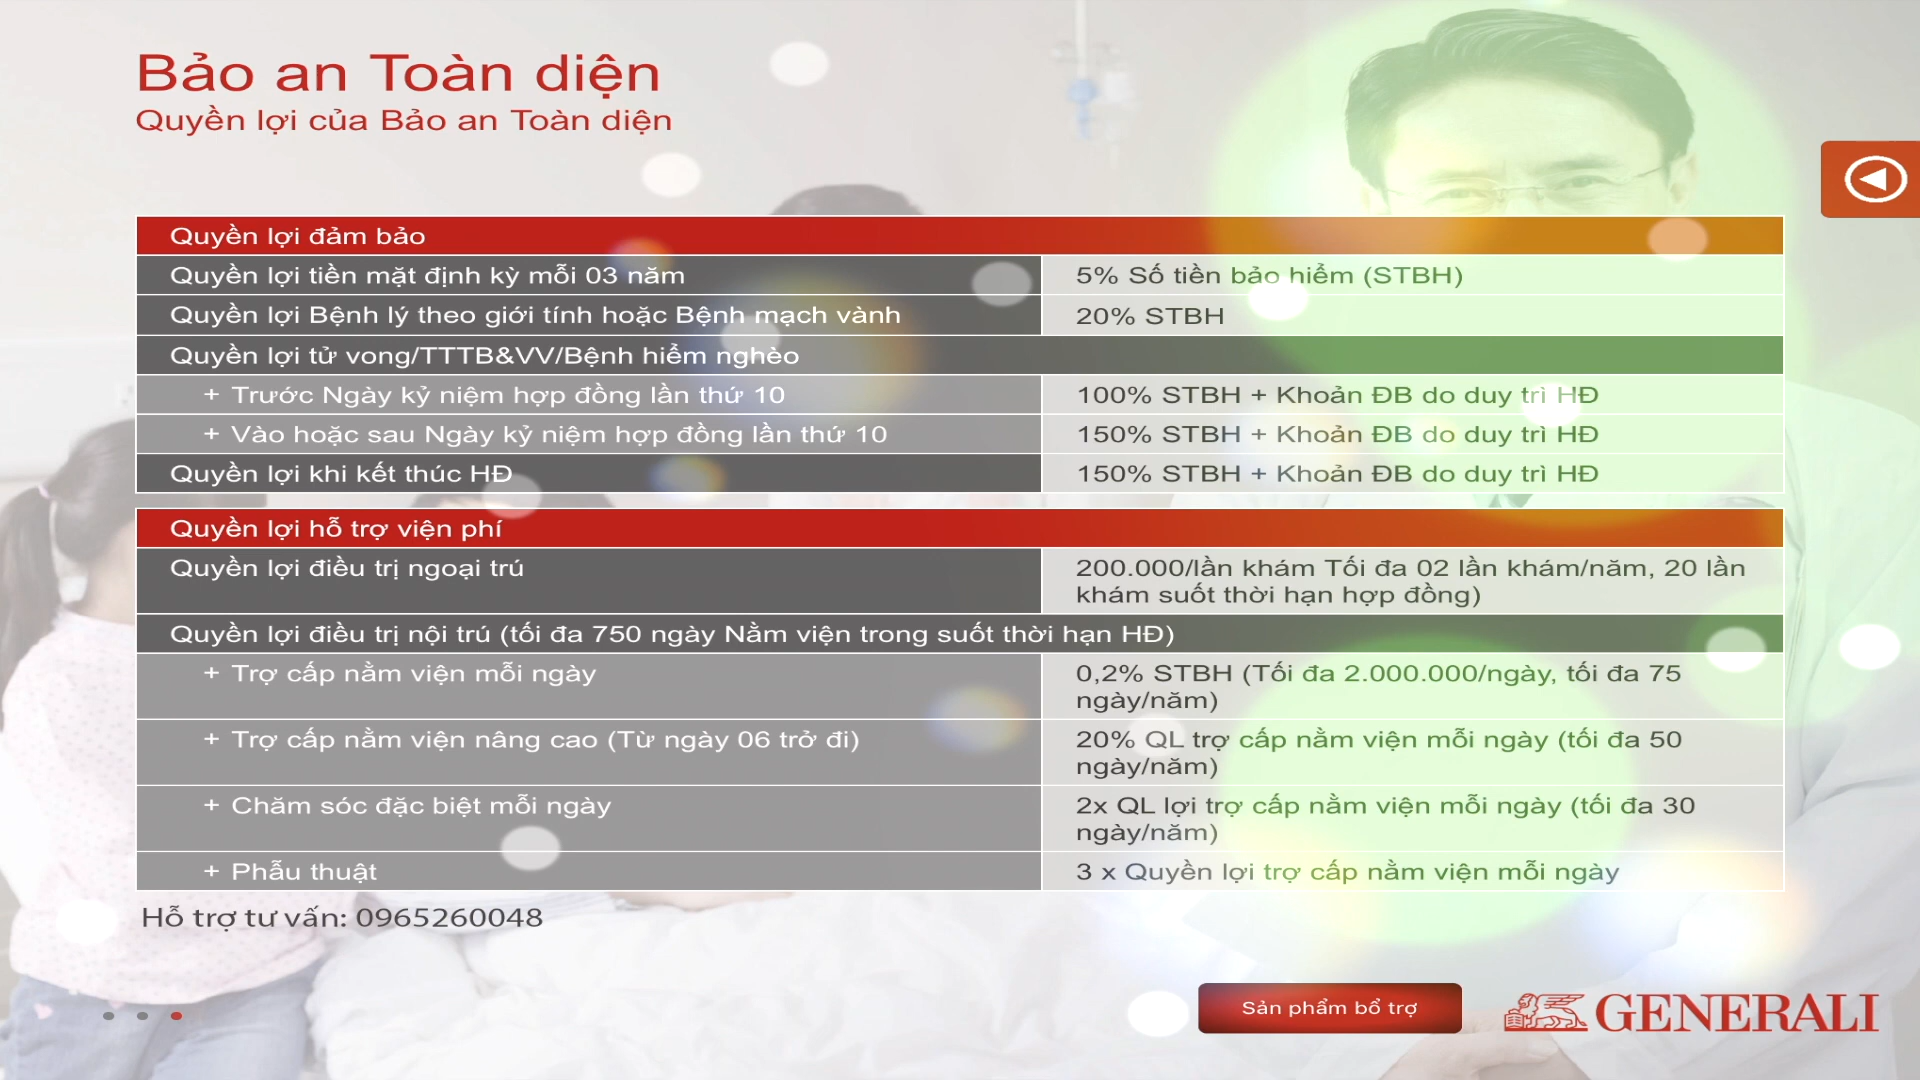 Bảo an Toàn diện
Quyền lợi của Bảo an Toàn diện
Quyền lợi đảm bảo
Quyền lợi tiền mặt định kỳ mỗi 03 năm
5% Số tiền bảo hiểm (STBH)
Quyền lợi Bệnh lý theo giới tính hoặc Bệnh mạch vành
20% STBH
Quyền lợi tử vong/TTTB&VV/Bệnh hiểm nghèo
+ Trước Ngày kỷ niệm hợp đồng lần thứ 10
100% STBH + Khoản ĐB do duy trì HĐ
+ Vào hoặc sau Ngày kỷ niệm hợp đồng lần thứ 10
150% STBH + Khoản ĐB do duy trì HĐ
Quyền lợi khi kết thúc HĐ
150% STBH + Khoản ĐB do duy trì HĐ
Quyền lợi hỗ trợ viện phí
Quyền lợi điều trị ngoại trú
200.000/lần khám Tối đa 02 lần khám/năm, 20 lần
khám suốt thời hạn hợp đồng)
Quyền lợi điều trị nội trú (tối đa 750 ngày Nằm viện trong suốt thời hạn HĐ)
+ Trợ cấp nằm viện mỗi ngày
0,2% STBH (Tối đa 2.000.000/ngày, tối đa 75
ngày/năm)
+ Trợ cấp nằm viện nâng cao (Từ ngày 06 trở đi)
20% QL trợ cấp nằm viện mỗi ngày (tối đa 50
ngày/năm)
+ Chăm sóc đặc biệt mỗi ngày
2x QL lợi trợ cấp nằm viện mỗi ngày (tối đa 30
ngày/năm)
+ Phẫu thuật
3 x Quyền lợi trợ cấp nằm viện mỗi ngày
Hỗ trợ tư vấn: 0965260048
Sản phẩm bổ trợ
GENERALI